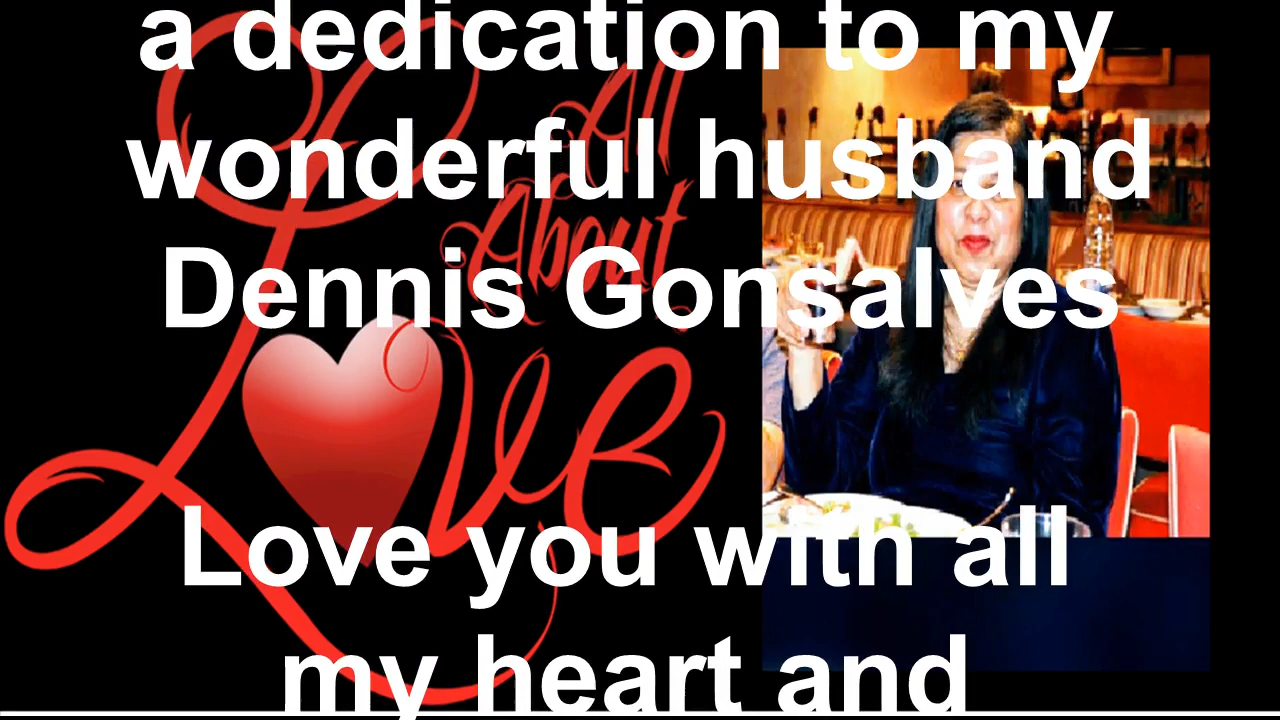 a dedication to my
wonderful husband
Dennis Gonsalves
Love you with all
my heart and
All
About
Love